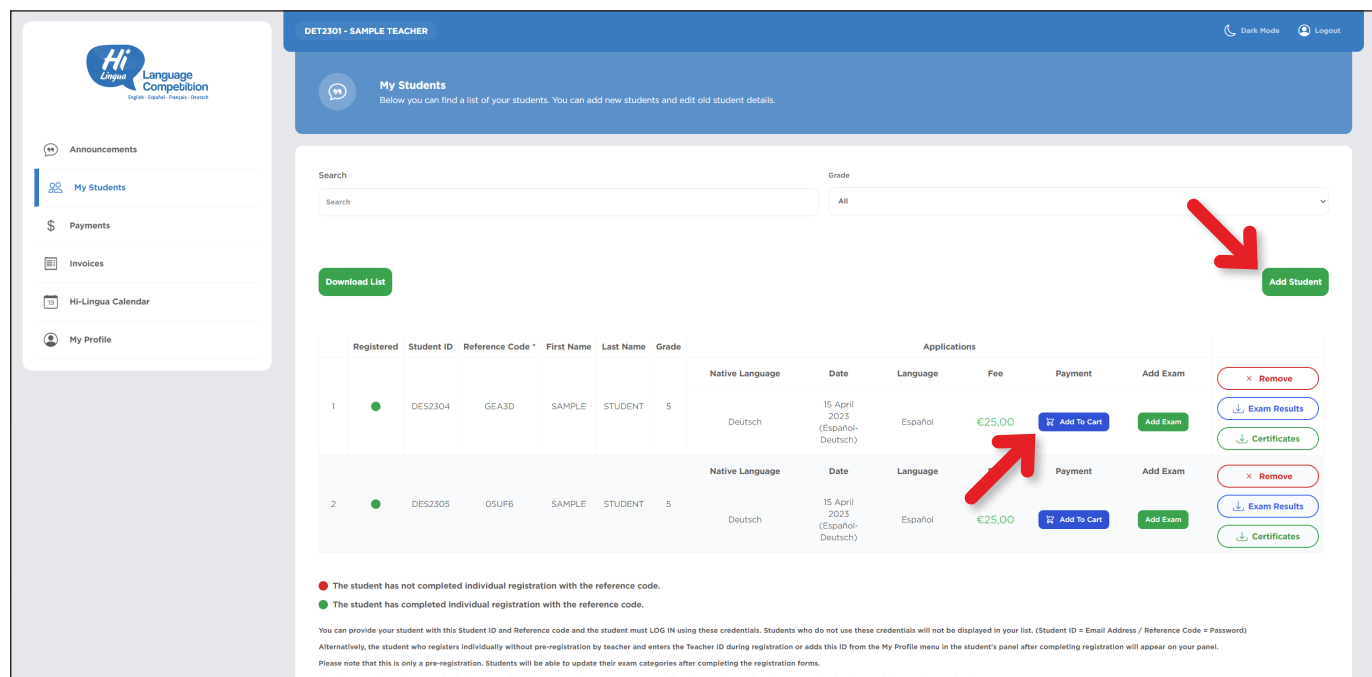 DET2301 - SAMPLE TEACHER
Dark Mode
Logout
Hi
Lingua
Language
Competition
English - Español - Français - Deutsch
My Students
Below you can find a list of your students. You can add new students and edit old student details.
Announcements
My Students
$ Payments
Invoices
19 Hi-Lingua Calendar
My Profile
Search
Grade
Search
All
Download List
Add Student
Registered Student ID Reference Code * First Name Last Name Grade Applications
Native Language Date Language Fee Payment Add Exam
× Remove
1 DES2304 GEA3D SAMPLE STUDENT 5
Deutsch
15 April
2023
(Español-
Deutsch)
Español €25,00 Add To Cart Add Exam
Exam Results
Certificates
Native Language Date Language Payment Add Exam
× Remove
2 DES2305 0SUF6 SAMPLE STUDENT 5
Deutsch
15 April
2023
(Español-
Deutsch)
Español €25,00 Add To Cart Add Exam
Exam Results
Certificates
The student has not completed individual registration with the reference code.
The student has completed individual registration with the reference code.
You can provide your student with this Student ID and Reference code and the student must LOG IN using these credentials. Students who do not use these credentials will not be displayed in your list. (Student ID = Email Address / Reference Code = Password)
Alternatively, the student who registers individually without pre-registration by teacher and enters the Teacher ID during registration or adds this ID from the My Profile menu in the student's panel after completing registration will appear on your panel.
Please note that this is only a pre-registration. Students will be able to update their exam categories after completing the registration forms.